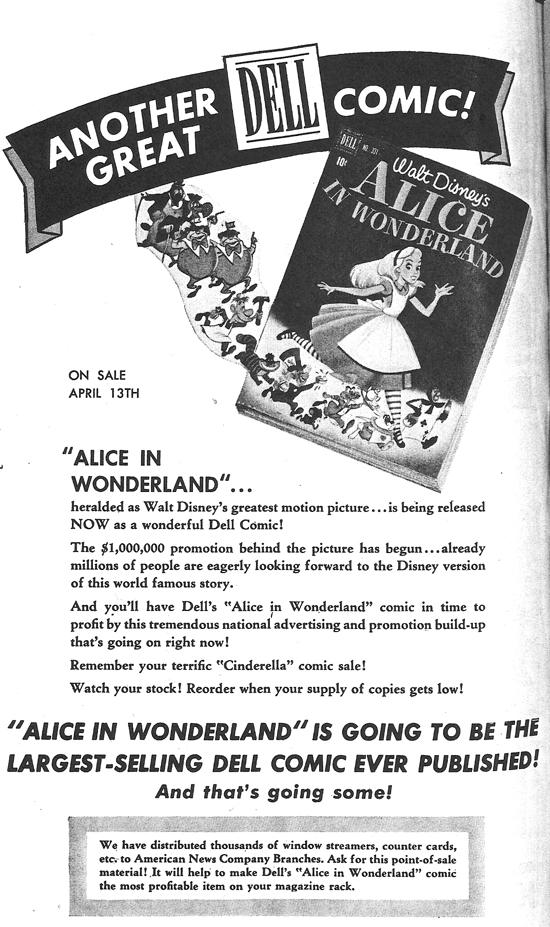 ANOTHER
GREAT
DELL
COMIC!
DELL
NO. 331
10¢
Walt Disney's
ALICE
IN WONDERLAND
ON SALE
APRIL 13TH
"ALICE IN
WONDERLAND"...
heralded as Walt Disney's greatest motion picture...is being released
NOW as a wonderful Dell Comic!
The $1,000,000 promotion behind the picture has begun...already
millions of people are eagerly looking forward to the Disney version
of this world famous story.
And you'll have Dell's "Alice in Wonderland" comic in time to
profit by this tremendous national advertising and promotion build-up
that's going on right now!
Remember your terrific "Cinderella" comic sale!
Watch your stock! Reorder when your supply of copies gets low!
"ALICE IN WONDERLAND" IS GOING TO BE THE
LARGEST-SELLING DELL COMIC EVER PUBLISHED!
And that's going some!
We have distributed thousands of window streamers, counter cards,
etc. to American News Company Branches. Ask for this point-of-sale
material! It will help to make Dell's "Alice in Wonderland" comic
the most profitable item on your magazine rack.